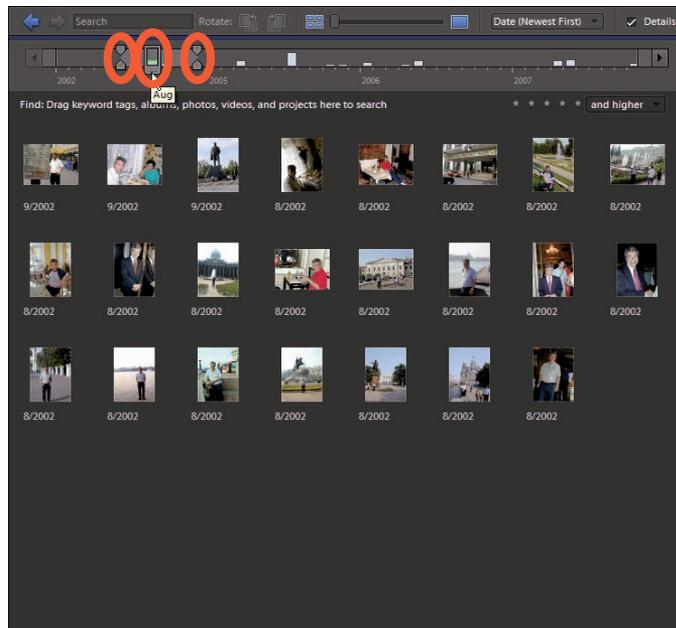 Search Rotate: Date (Newest First) Details
2002 2005 2006 2007
Aug
Find: Drag keyword tags, albums, photos, videos, and projects here to search and higher
9/2002 9/2002 9/2002 8/2002 8/2002 8/2002 8/2002 8/2002
8/2002 8/2002 8/2002 8/2002 8/2002 8/2002 8/2002 8/2002
8/2002 8/2002 8/2002 8/2002 8/2002 8/2002 8/2002